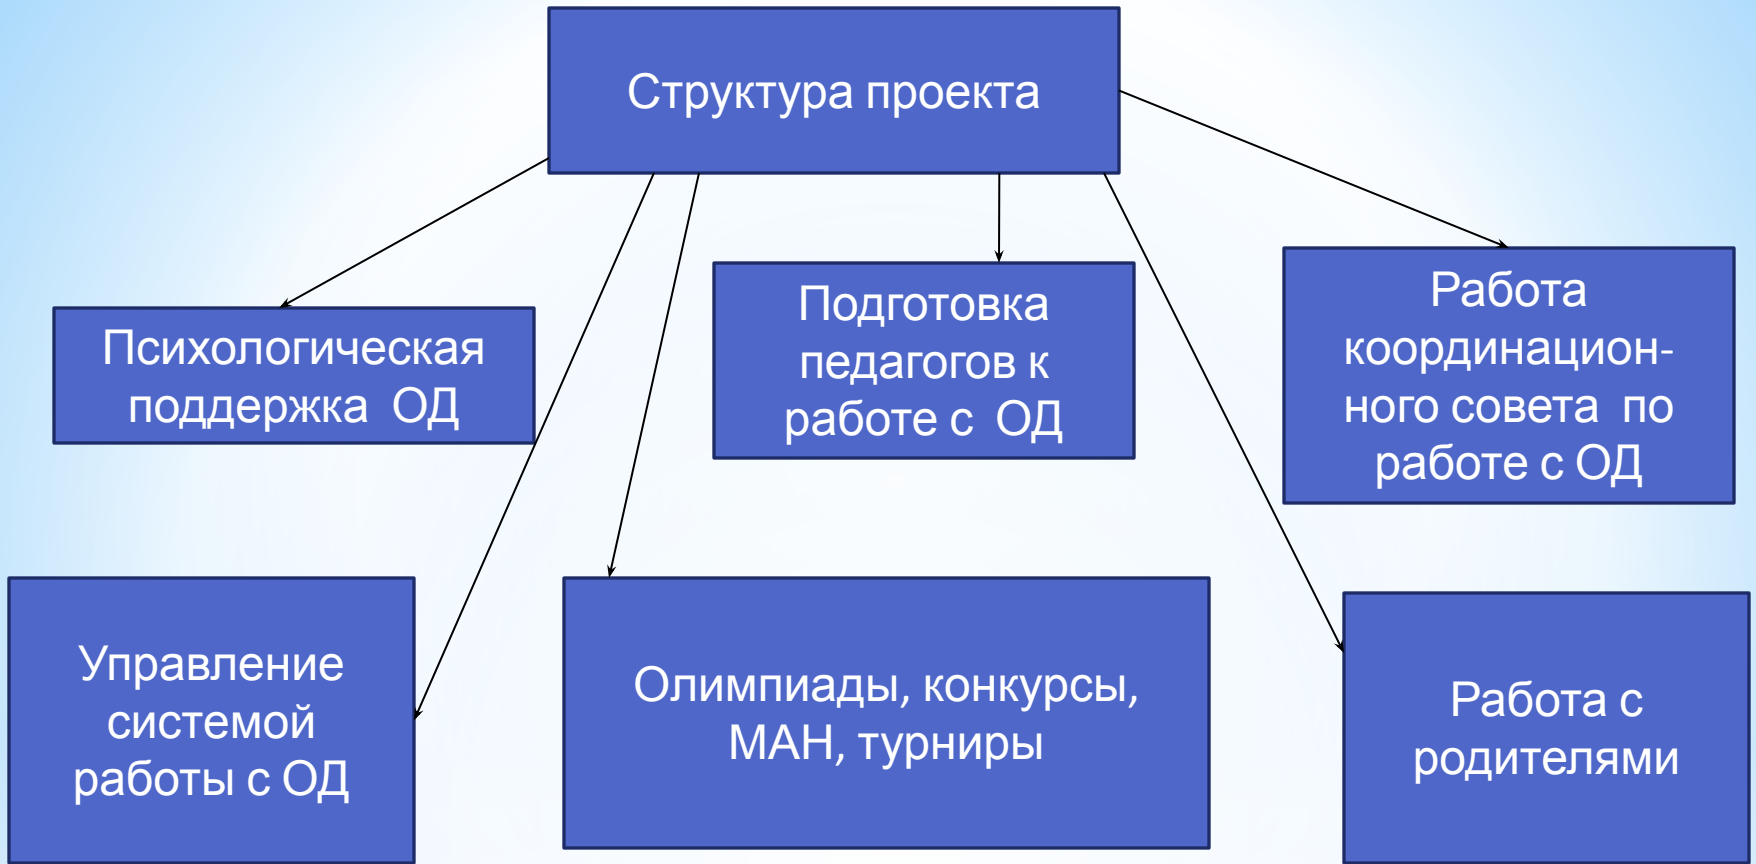 Структура проекта
Психологическая
поддержка ОД
Подготовка
педагогов к
работе с ОД
Работа
координацион-
ного совета по
работе с ОД
Управление
системой
работы с ОД
Олимпиады, конкурсы,
МАН, турниры
Работа с
родителями